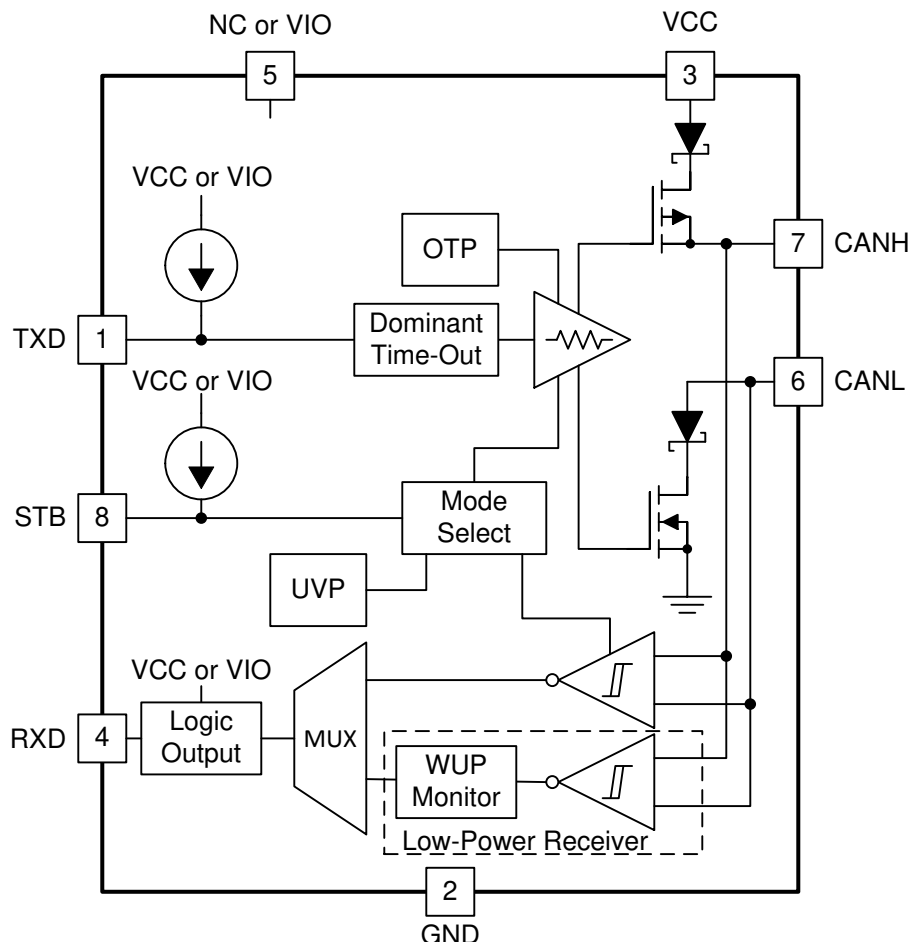 NC or VIO
VCC
5
3
VCC or VIO
OTP
7
CANH
TXD
1
Dominant
Time-Out
VCC or VIO
6
CANL
STB
8
Mode
Select
UVP
VCC or VIO
RXD
4
Logic
Output
MUX
WUP
Monitor
Low-Power Receiver
2
GND